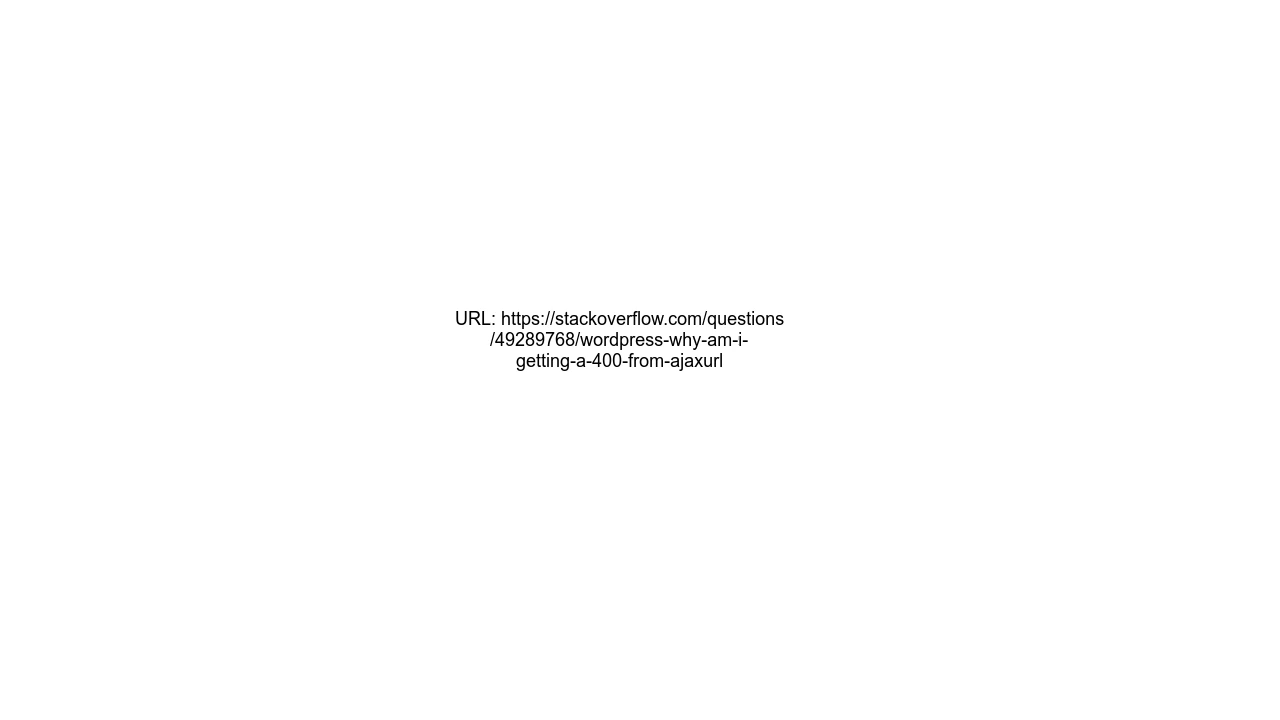 URL: https://stackoverflow.com/questions
/49289768/wordpress-why-am-i-
getting-a-400-from-ajaxurl